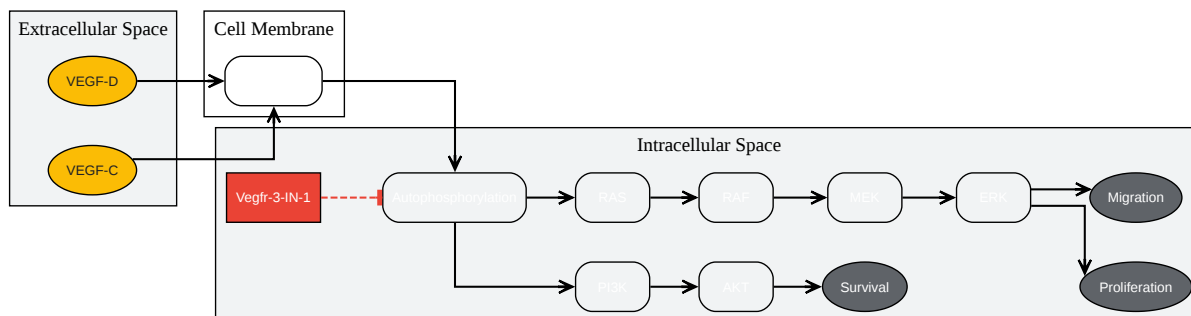 Extracellular Space
Cell Membrane
VEGF-D
VEGF-C
Intracellular Space
Vegfr-3-IN-1
Autophosphorylation
RAS
RAF
MEK
ERK
Migration
PI3K
AKT
Survival
Proliferation